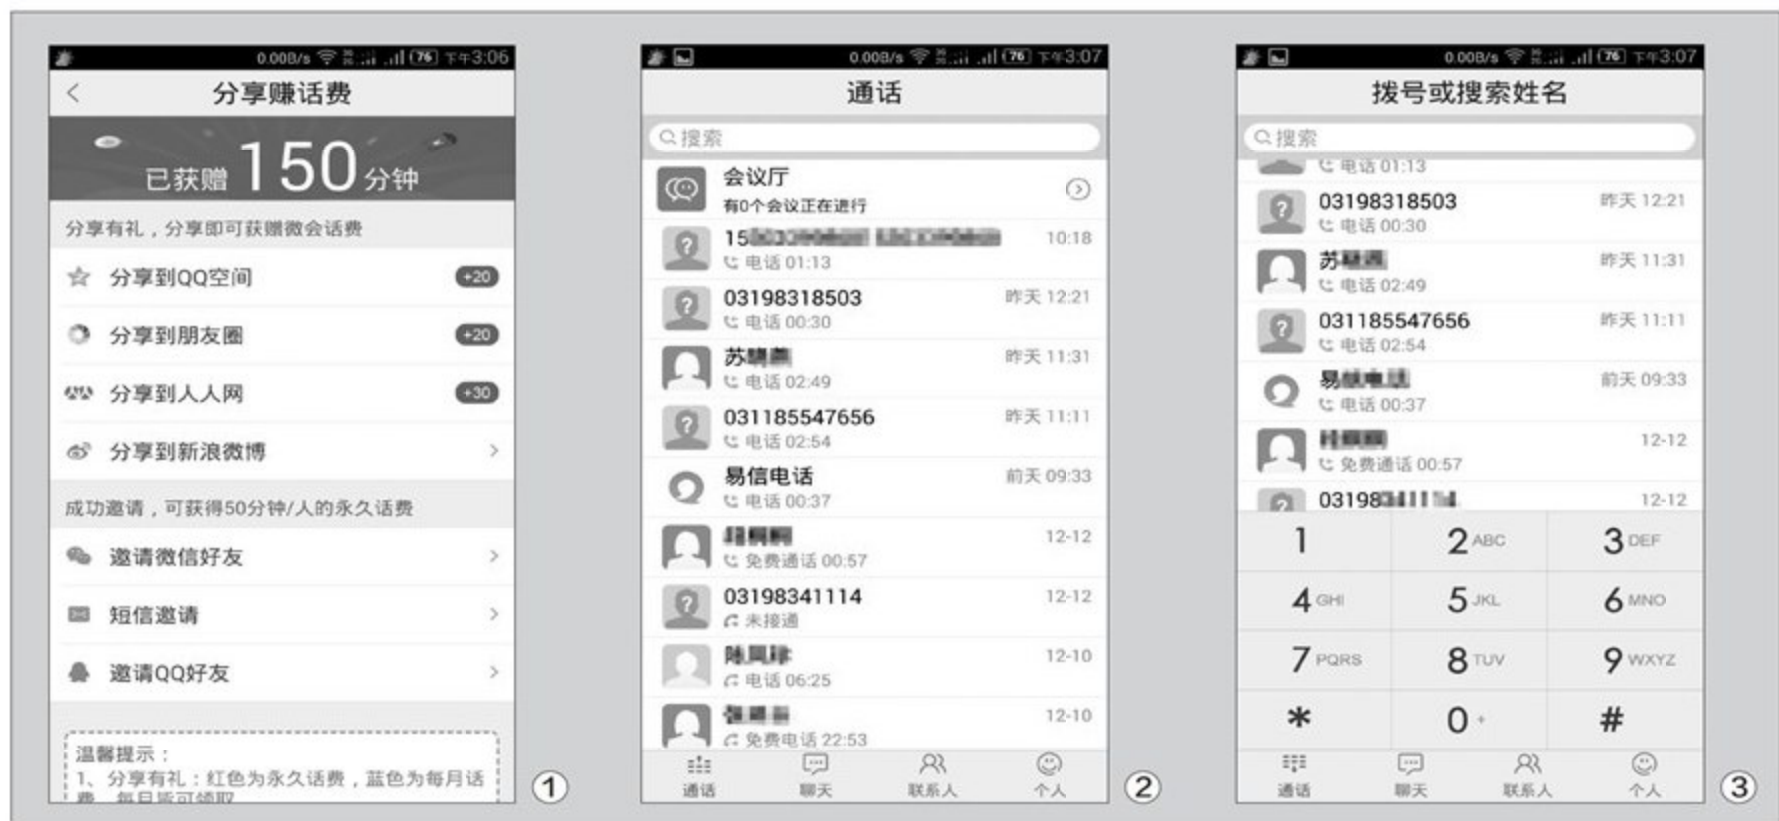 0.00B/s 76 下午3:06
分享赚话费
已获赠150分钟
分享有礼，分享即可获赠微会话费
分享到QQ空间 +20
分享到朋友圈 +20
分享到人人网 +30
分享到新浪微博
成功邀请，可获得50分钟/人的永久话费
邀请微信好友
短信邀请
邀请QQ好友
温馨提示：
1、分享有礼：红色为永久话费，蓝色为每月话
费，每月皆可领取
①
0.00B/s 76 下午3:07
通话
搜索
会议厅
有0个会议正在进行
15 10:18
电话 01:13
03198318503 昨天 12:21
电话 00:30
苏 昨天 11:31
电话 02:49
031185547656 昨天 11:11
电话 02:54
易信电话 前天 09:33
电话 00:37
12-12
免费通话 00:57
03198341114 12-12
未接通
12-10
电话 06:25
12-10
免费电话 22:53
通话 聊天 联系人 个人
②
0.00B/s 76 下午3:07
拨号或搜索姓名
搜索
电话 01:13
03198318503 昨天 12:21
电话 00:30
苏 昨天 11:31
电话 02:49
031185547656 昨天 11:11
电话 02:54
易 前天 09:33
电话 00:37
12-12
免费通话 00:57
03198 12-12
1 2 ABC 3 DEF
4 GHI 5 JKL 6 MNO
7 PQRS 8 TUV 9 WXYZ
* 0 + #
通话 聊天 联系人 个人
③